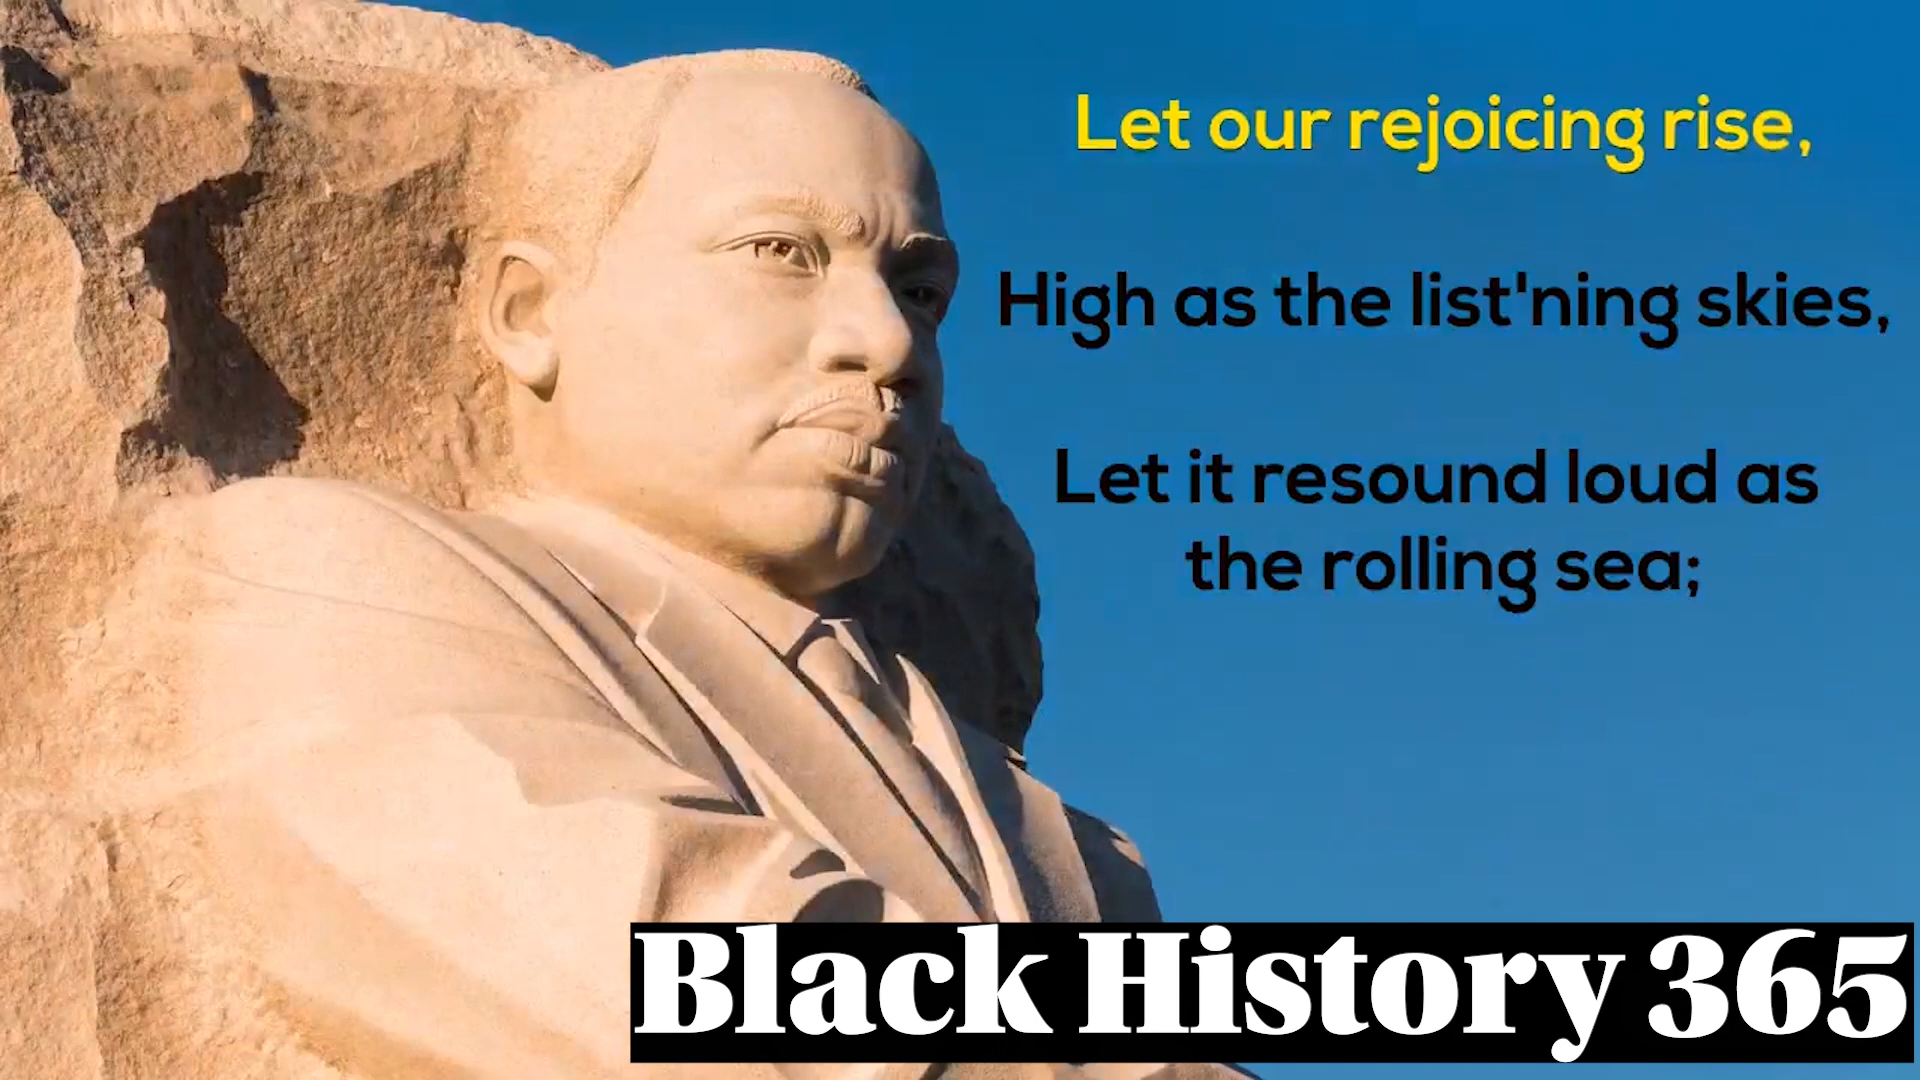 Let our rejoicing rise,
High as the list'ning skies,
Let it resound loud as
the rolling sea;
Black History 365